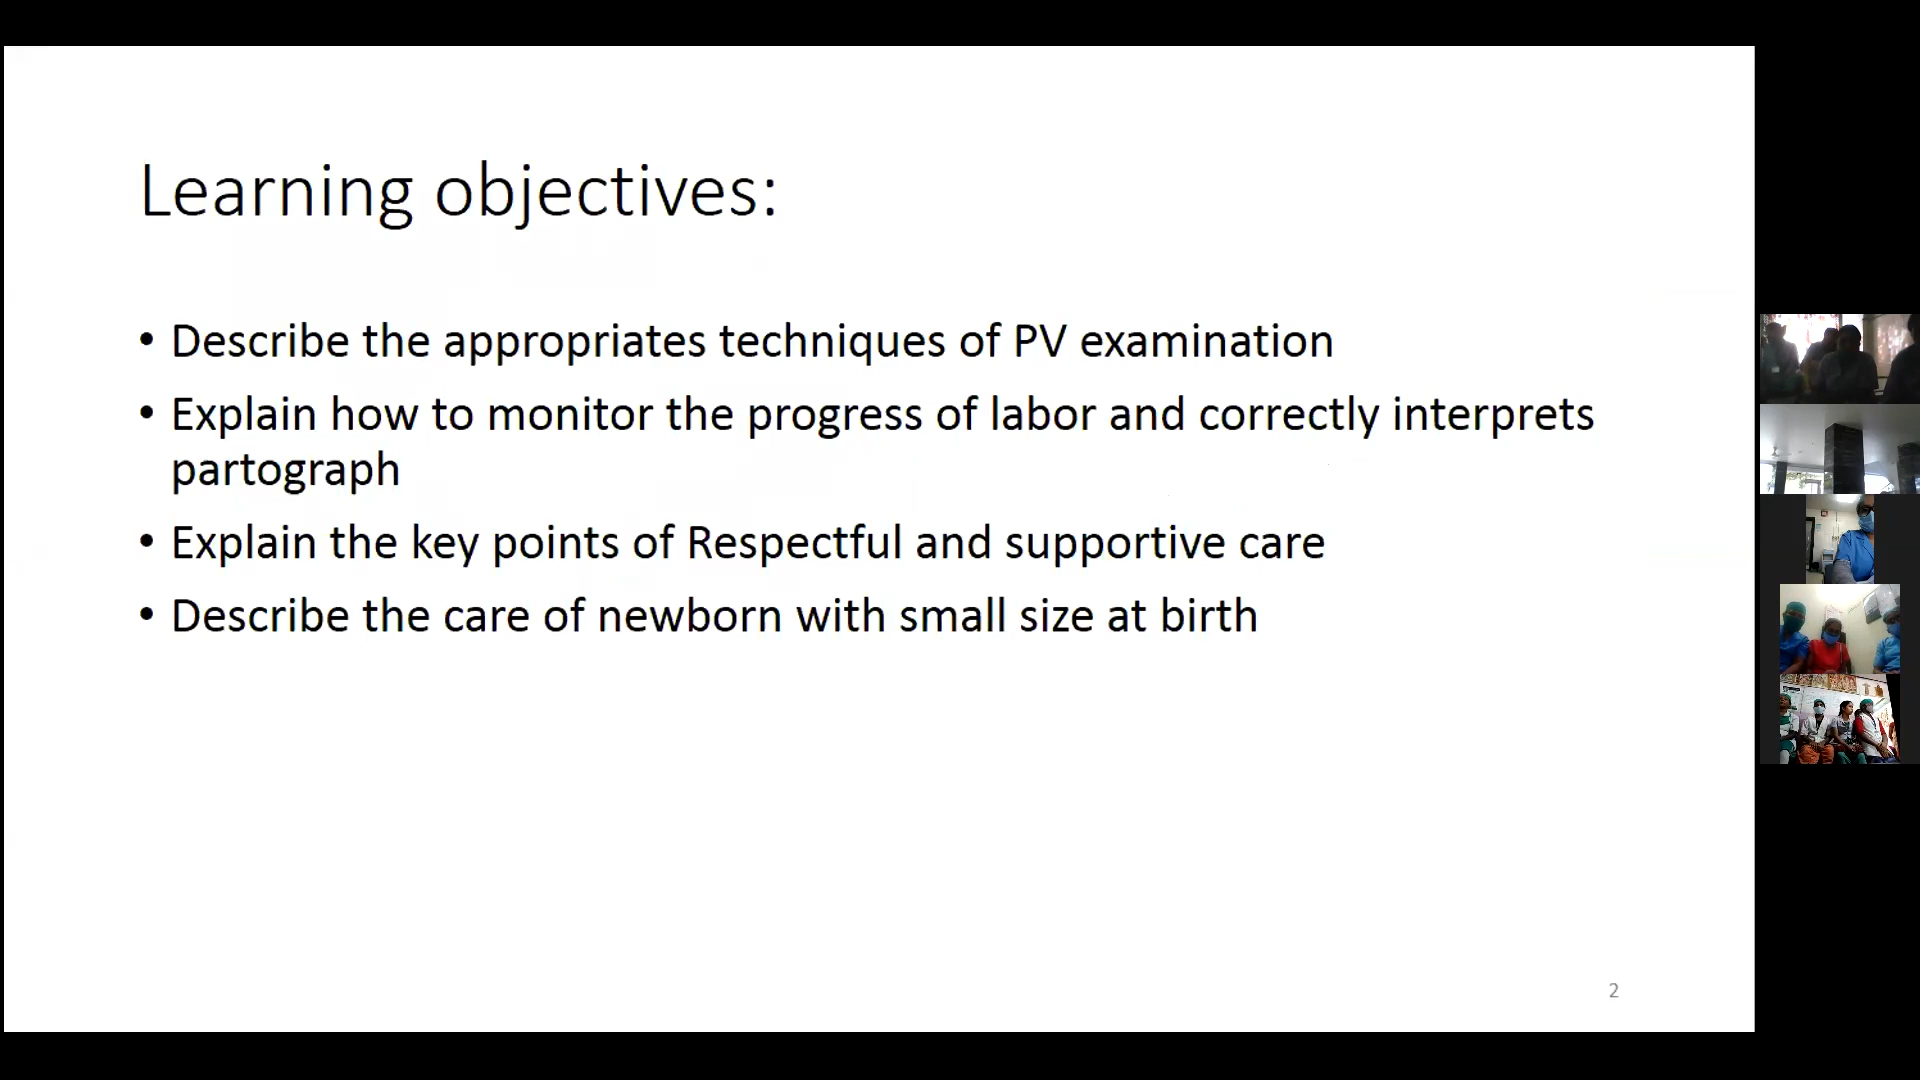 Learning objectives:
• Describe the appropriates techniques of PV examination
• Explain how to monitor the progress of labor and correctly interprets
partograph
• Explain the key points of Respectful and supportive care
• Describe the care of newborn with small size at birth
2